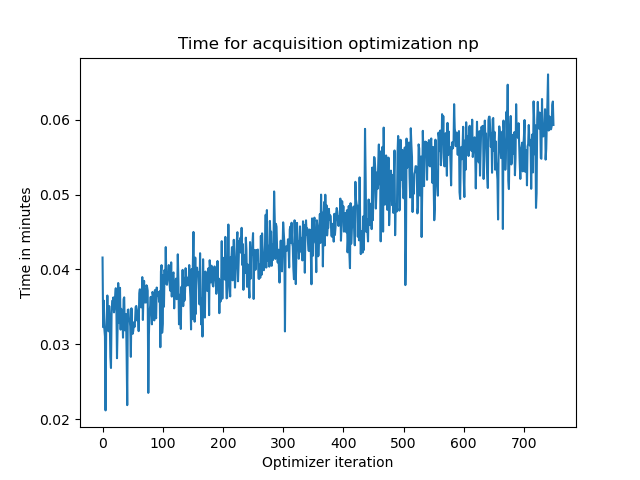 Time for acquisition optimization np
Time in minutes
0.06
0.05
0.04
0.03
0.02
0 100 200 300 400 500 600 700
Optimizer iteration